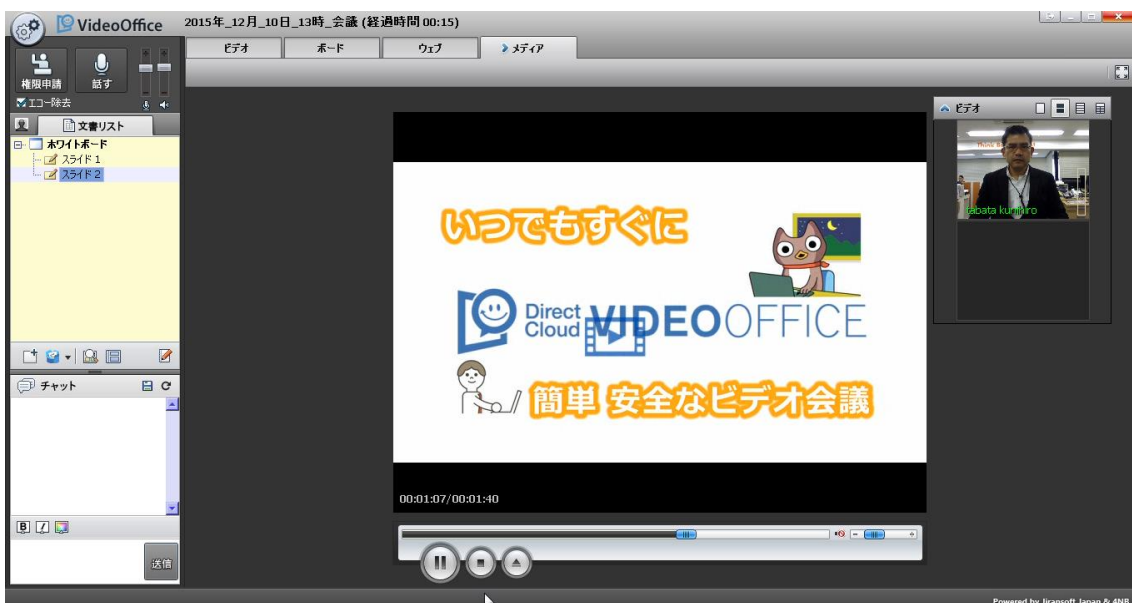 VideoOffice
2015年_12月_10日_13時_会議 (経過時間 00:15)
ビデオ
ボード
ウェブ
メディア
権限申請
話す
エコー除去
文書リスト
ホワイトボード
スライド 1
スライド 2
チャット
B
I
送信
いつでもすぐに
Direct
Cloud
VIDEOOFFICE
簡単 安全なビデオ会議
00:01:07/00:01:40
ビデオ
tabata kunihiro
Powered by Jiransoft Japan & 4NB